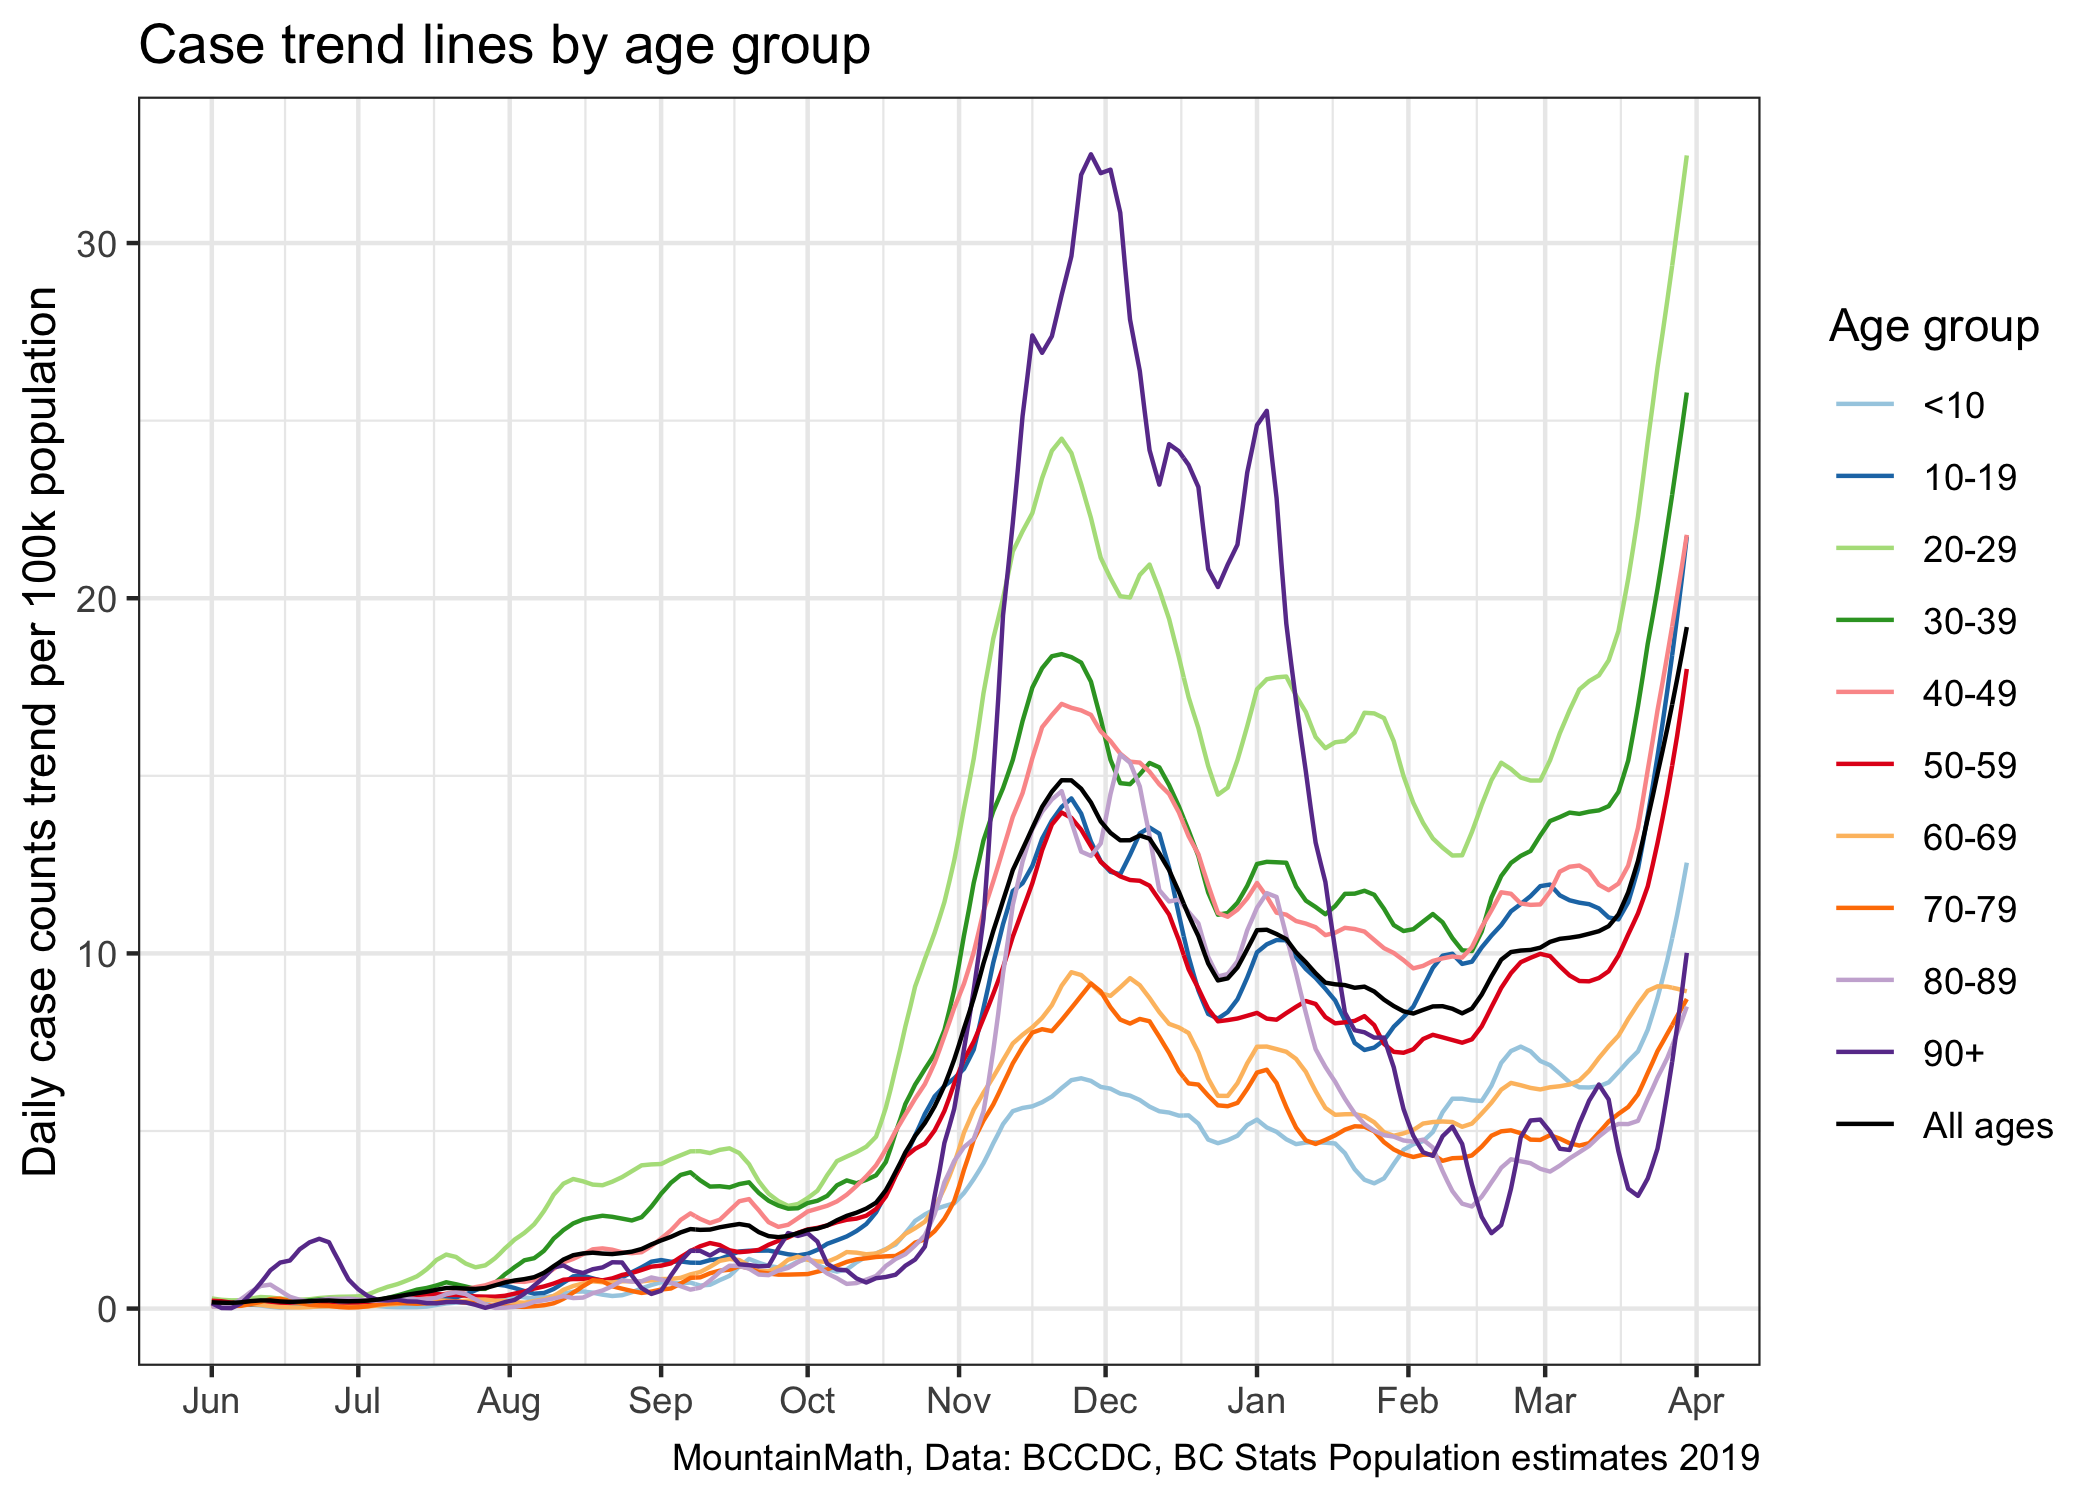 Case trend lines by age group
Daily case counts trend per 100k population
30
20
10
0
Jun Jul Aug Sep Oct Nov Dec Jan Feb Mar Apr
Age group
<10
10-19
20-29
30-39
40-49
50-59
60-69
70-79
80-89
90+
All ages
MountainMath, Data: BCCDC, BC Stats Population estimates 2019